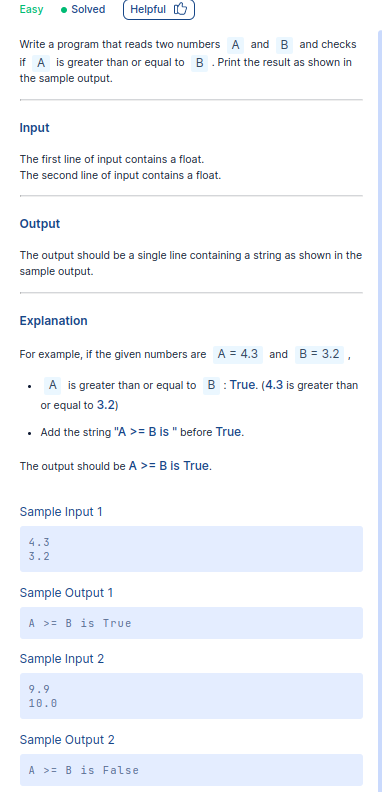 Easy Solved Helpful
Write a program that reads two numbers A and B and checks
if A is greater than or equal to B . Print the result as shown in
the sample output.
Input
The first line of input contains a float.
The second line of input contains a float.
Output
The output should be a single line containing a string as shown in the
sample output.
Explanation
For example, if the given numbers are A = 4.3 and B = 3.2 ,
• A is greater than or equal to B : True. (4.3 is greater than
or equal to 3.2)
• Add the string "A >= B is " before True.
The output should be A >= B is True.
Sample Input 1
4.3
3.2
Sample Output 1
A >= B is True
Sample Input 2
9.9
10.0
Sample Output 2
A >= B is False